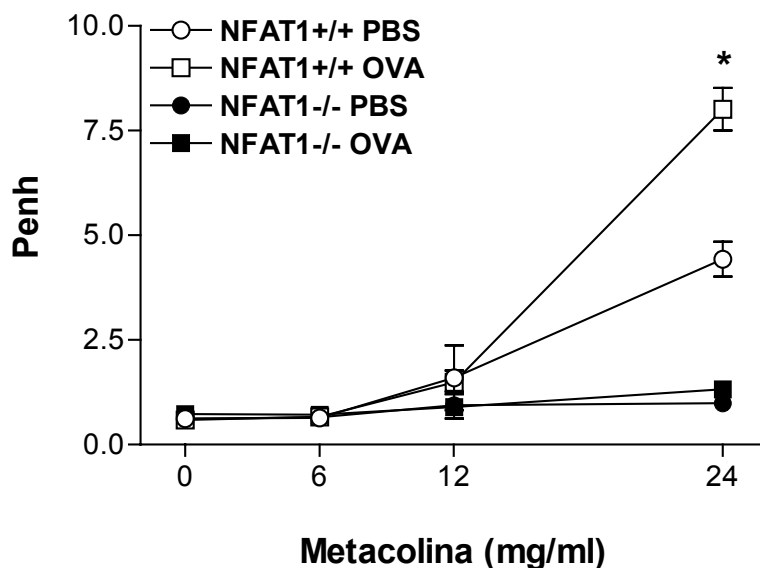 10.0
7.5
5.0
2.5
0.0
Penh
NFAT1+/+ PBS
NFAT1+/+ OVA
NFAT1-/- PBS
NFAT1-/- OVA
*
0 6 12 24
Metacolina (mg/ml)